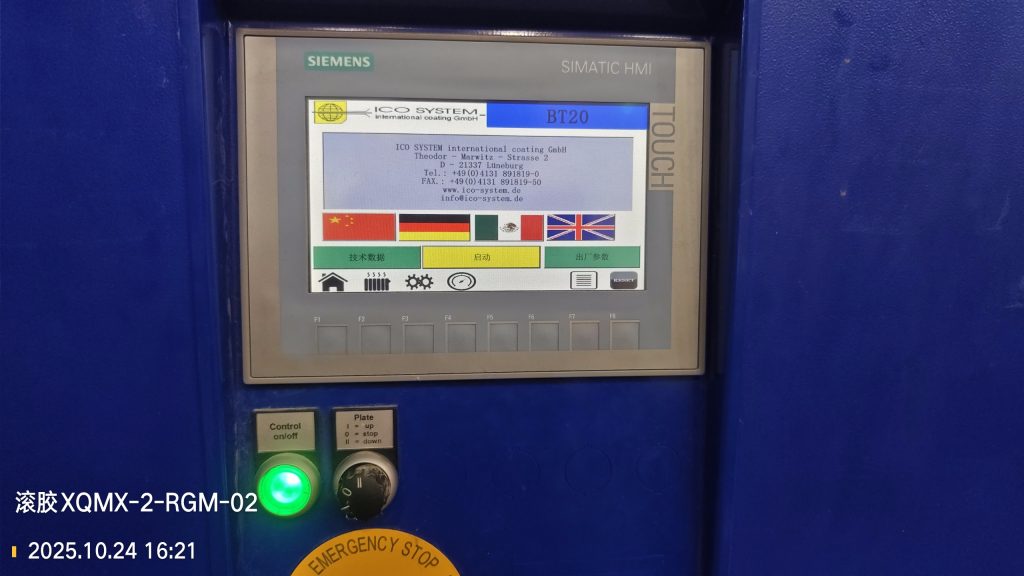 SIEMENS
SIMATIC HMI
TOUCH
ICO SYSTEM
international coating GmbH
BT20
ICO SYSTEM international coating GmbH
Theodor - Marwitz - Strasse 2
D - 21337 Lüneburg
Tel.: +49(0)4131 891819-0
FAX.: +49(0)4131 891819-50
www.ico-system.de
info@ico-system.de
技术数据
启动
出厂参数
RESET
F1 F2 F3 F4 F5 F6 F7 F8
Control
on/off
Plate
I = up
0 = stop
II = down
I 0 II
EMERGENCY STOP
滚胶XQMX-2-RGM-02
2025.10.24 16:21